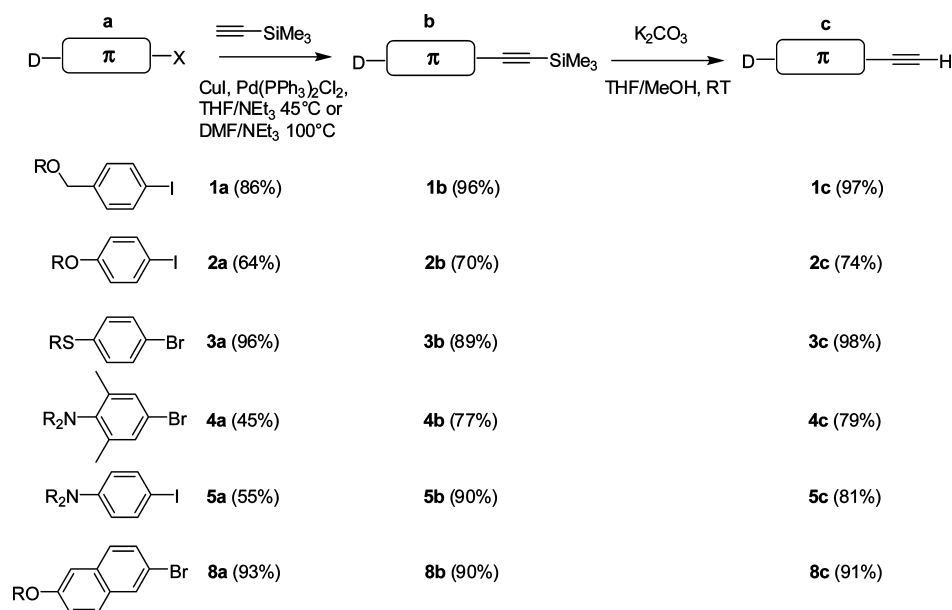 a
D π X
SiMe3
CuI, Pd(PPh3)2Cl2,
THF/NEt3 45°C or
DMF/NEt3 100°C
b
D π SiMe3
K2CO3
THF/MeOH, RT
c
D π H
RO I 1a (86%) 1b (96%) 1c (97%)
RO I 2a (64%) 2b (70%) 2c (74%)
RS Br 3a (96%) 3b (89%) 3c (98%)
R2N Br 4a (45%) 4b (77%) 4c (79%)
R2N I 5a (55%) 5b (90%) 5c (81%)
RO Br 8a (93%) 8b (90%) 8c (91%)